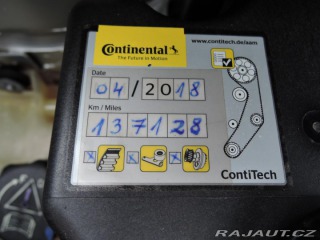 Continental
The Future in Motion
www.contitech.de/aam
Date
04/2018
Km / Miles
137128
ContiTech
RAJAUT.CZ